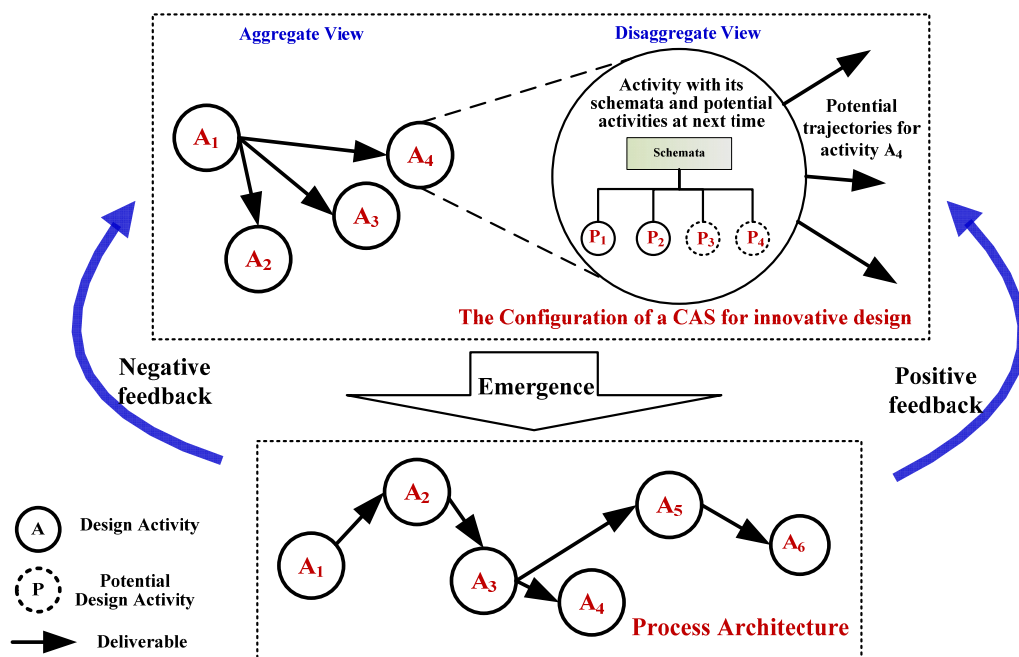 Aggregate View
Disaggregate View
Activity with its
schemata and potential
activities at next time
Schemata
P1
P2
P3
P4
Potential
trajectories for
activity A4
A1
A4
A3
A2
The Configuration of a CAS for innovative design
Negative
feedback
Emergence
Positive
feedback
A1
A2
A3
A4
A5
A6
Process Architecture
A
Design Activity
P
Potential
Design Activity
Deliverable